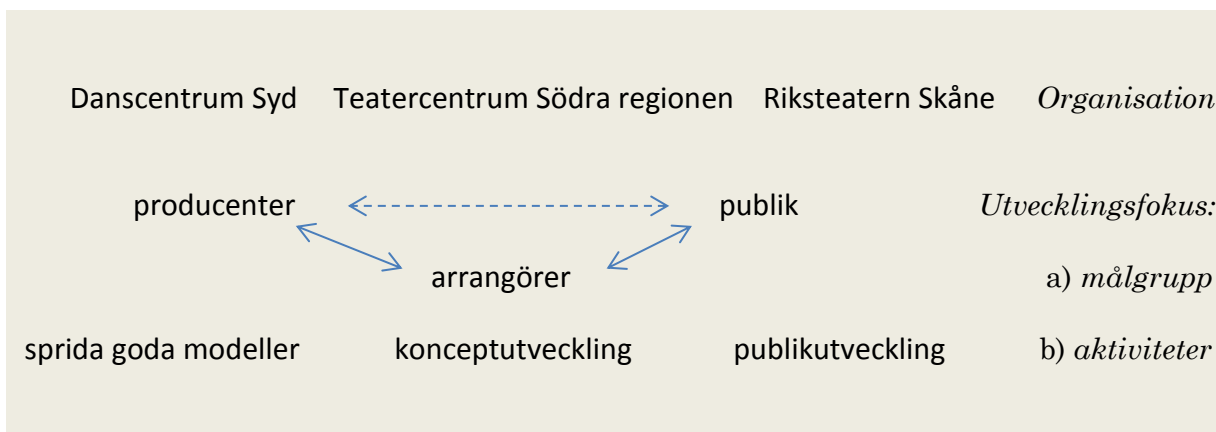 Danscentrum Syd Teatercentrum Södra regionen Riksteatern Skåne Organisation
producenter publik Utvecklingsfokus:
arrangörer a) målgrupp
sprida goda modeller konceptutveckling publikutveckling b) aktiviteter